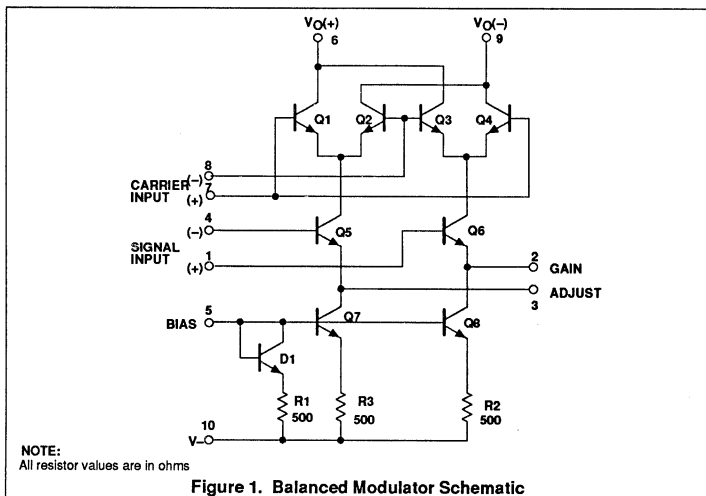 VO(+)
6
VO(–)
9
Q1
Q2
Q3
Q4
8
(–)
CARRIER
INPUT
7
(+)
4
(–)
Q5
Q6
SIGNAL
INPUT
1
(+)
2
GAIN
ADJUST
3
5
BIAS
Q7
Q8
D1
R1
500
R3
500
R2
500
10
V–
NOTE:
All resistor values are in ohms
Figure 1. Balanced Modulator Schematic